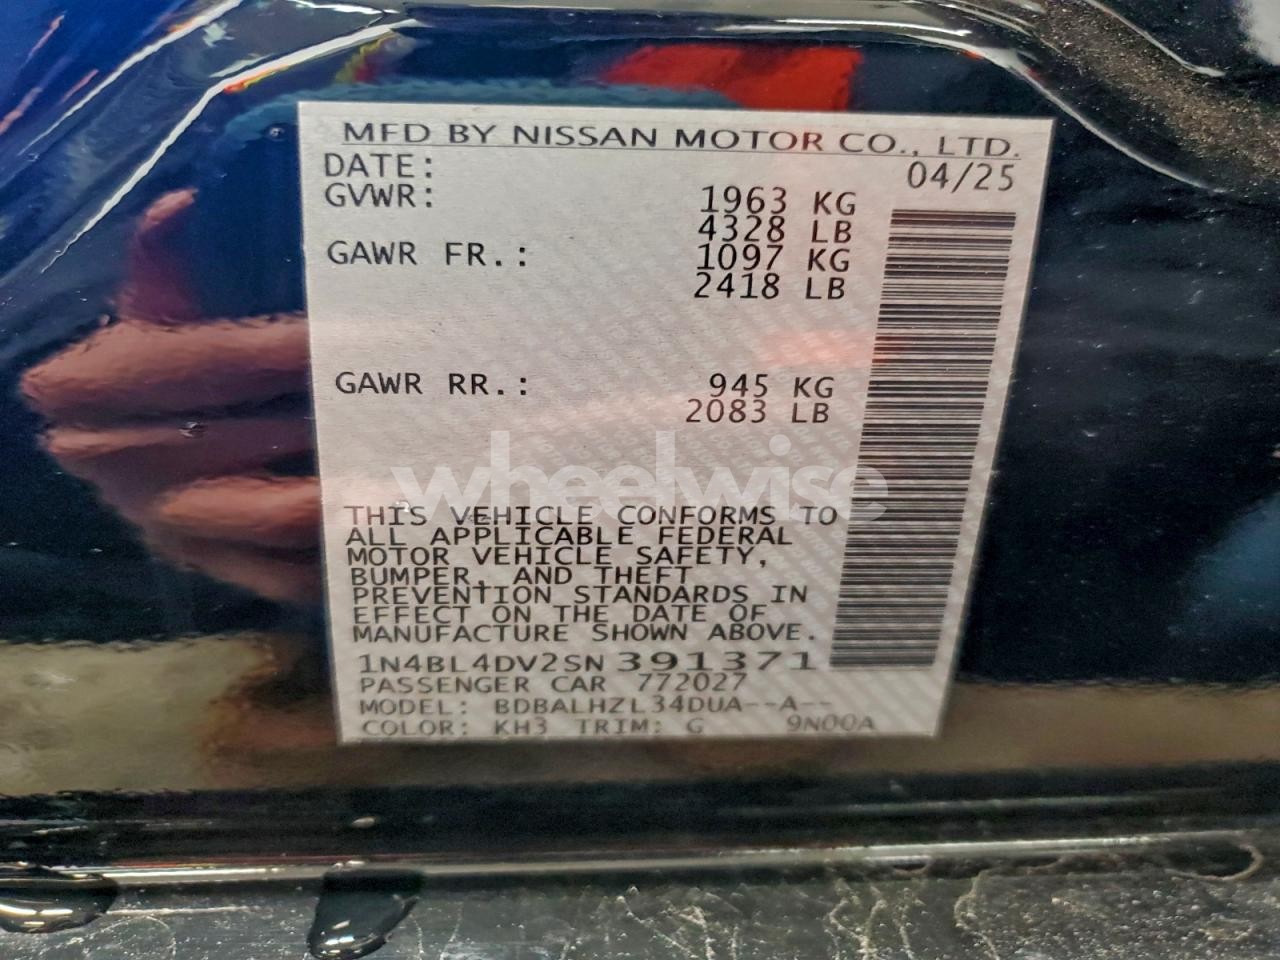 MFD BY NISSAN MOTOR CO., LTD.
DATE: 04/25
GVWR: 1963 KG
4328 LB
GAWR FR.: 1097 KG
2418 LB
GAWR RR.: 945 KG
2083 LB
wheelwise
THIS VEHICLE CONFORMS TO
ALL APPLICABLE FEDERAL
MOTOR VEHICLE SAFETY,
BUMPER, AND THEFT
PREVENTION STANDARDS IN
EFFECT ON THE DATE OF
MANUFACTURE SHOWN ABOVE.
1N4BL4DV2SN391371
PASSENGER CAR 772027
MODEL: BDBALHZL34DUA--A--
COLOR: KH3 TRIM: G 9N00A